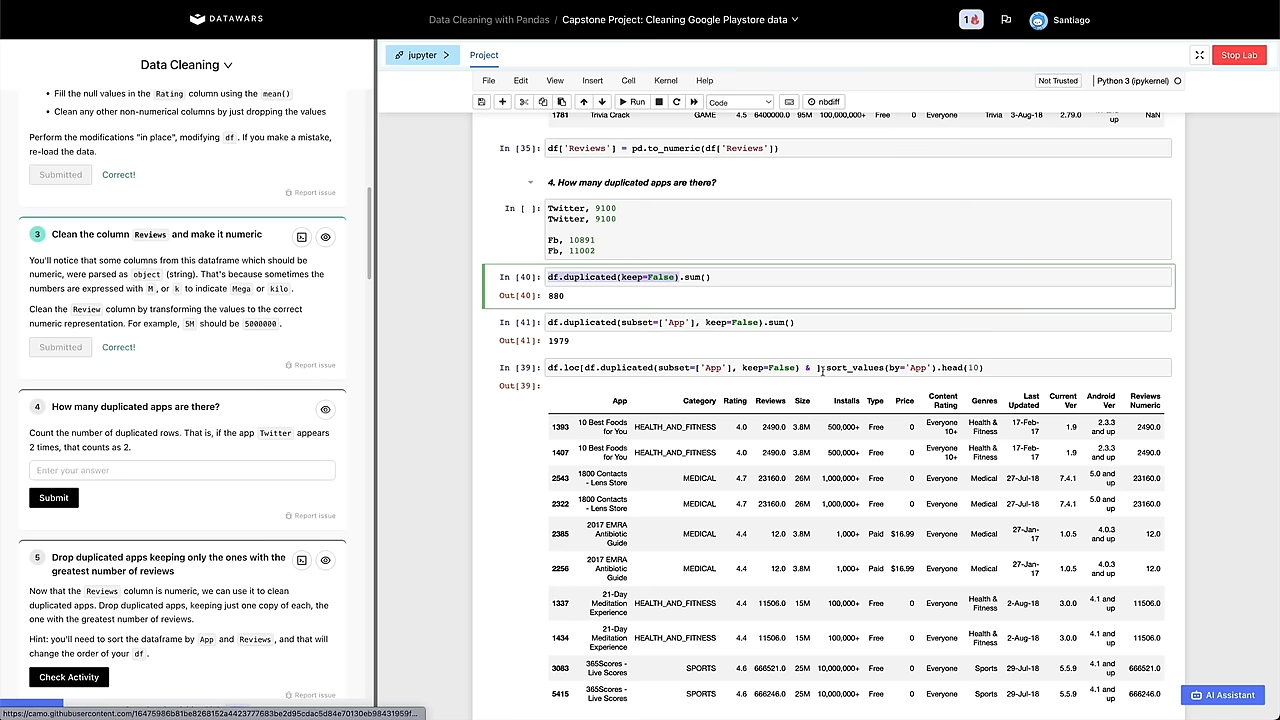 DATAWARS
Data Cleaning with Pandas / Capstone Project: Cleaning Google Playstore data
1
Santiago
Data Cleaning
Fill the null values in the Rating column using the mean()
Clean any other non-numerical columns by just dropping the values
Perform the modifications "in place", modifying df. If you make a mistake,
re-load the data.
Submitted Correct!
Report issue
3 Clean the column Reviews and make it numeric
You'll notice that some columns from this dataframe which should be
numeric, were parsed as object (string). That's because sometimes the
numbers are expressed with M, or k to indicate Mega or kilo.
Clean the Review column by transforming the values to the correct
numeric representation. For example, 5M should be 5000000.
Submitted Correct!
Report issue
4 How many duplicated apps are there?
Count the number of duplicated rows. That is, if the app Twitter appears
2 times, that counts as 2.
Enter your answer
Submit
Report issue
5 Drop duplicated apps keeping only the ones with the
greatest number of reviews
Now that the Reviews column is numeric, we can use it to clean
duplicated apps. Drop duplicated apps, keeping just one copy of each, the
one with the greatest number of reviews.
Hint: you'll need to sort the dataframe by App and Reviews, and that will
change the order of your df.
Check Activity
Report issue
https://camo.githubusercontent.com/16475986b81be8268152a4423777683be2d95cdac5d84e70130eb98431959f...
jupyter Project
Stop Lab
File Edit View Insert Cell Kernel Help
Not Trusted Python 3 (ipykernel)
Run Code nbdiff
1781 Trivia Crack GAME 4.5 6400000.0 95M 100,000,000+ Free 0 Everyone Trivia 3-Aug-18 2.79.0 up NaN
In [35]: df['Reviews'] = pd.to_numeric(df['Reviews'])
4. How many duplicated apps are there?
In [ ]: Twitter, 9100
Twitter, 9100
Fb, 10891
Fb, 11002
In [40]: df.duplicated(keep=False).sum()
Out[40]: 880
In [41]: df.duplicated(subset=['App'], keep=False).sum()
Out[41]: 1979
In [39]: df.loc[df.duplicated(subset=['App'], keep=False) & ].sort_values(by='App').head(10)
Out[39]:
App Category Rating Reviews Size Installs Type Price Content Rating Genres Last Updated Current Ver Android Ver Reviews Numeric
1393 10 Best Foods for You HEALTH_AND_FITNESS 4.0 2490.0 3.8M 500,000+ Free 0 Everyone 10+ Health & Fitness 17-Feb-17 1.9 2.3.3 and up 2490.0
1407 10 Best Foods for You HEALTH_AND_FITNESS 4.0 2490.0 3.8M 500,000+ Free 0 Everyone 10+ Health & Fitness 17-Feb-17 1.9 2.3.3 and up 2490.0
2543 1800 Contacts - Lens Store MEDICAL 4.7 23160.0 26M 1,000,000+ Free 0 Everyone Medical 27-Jul-18 7.4.1 5.0 and up 23160.0
2322 1800 Contacts - Lens Store MEDICAL 4.7 23160.0 26M 1,000,000+ Free 0 Everyone Medical 27-Jul-18 7.4.1 5.0 and up 23160.0
2385 2017 EMRA Antibiotic Guide MEDICAL 4.4 12.0 3.8M 1,000+ Paid $16.99 Everyone Medical 27-Jan-17 1.0.5 4.0.3 and up 12.0
2256 2017 EMRA Antibiotic Guide MEDICAL 4.4 12.0 3.8M 1,000+ Paid $16.99 Everyone Medical 27-Jan-17 1.0.5 4.0.3 and up 12.0
1337 21-Day Meditation Experience HEALTH_AND_FITNESS 4.4 11506.0 15M 100,000+ Free 0 Everyone Health & Fitness 2-Aug-18 3.0.0 4.1 and up 11506.0
1434 21-Day Meditation Experience HEALTH_AND_FITNESS 4.4 11506.0 15M 100,000+ Free 0 Everyone Health & Fitness 2-Aug-18 3.0.0 4.1 and up 11506.0
3083 365Scores - Live Scores SPORTS 4.6 666521.0 25M 10,000,000+ Free 0 Everyone Sports 29-Jul-18 5.5.9 4.1 and up 666521.0
5415 365Scores - Live Scores SPORTS 4.6 666246.0 25M 10,000,000+ Free 0 Everyone Sports 29-Jul-18 5.5.9 4.1 and up 666246.0
AI Assistant